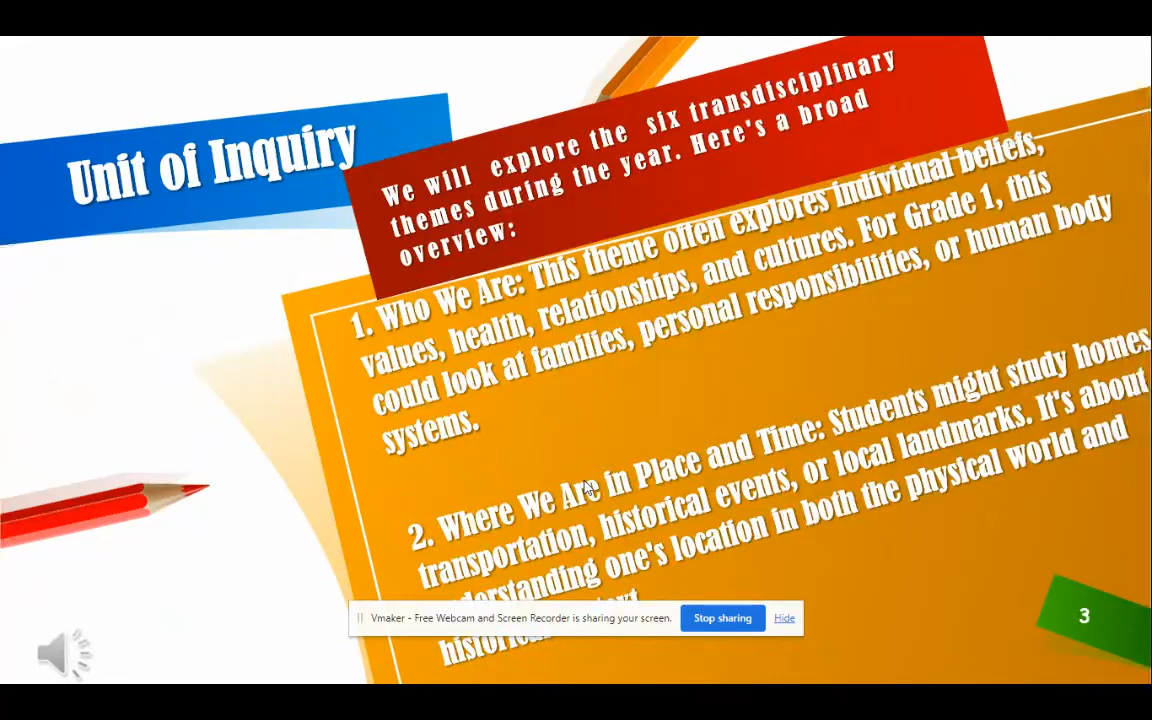 Unit of Inquiry
We will explore the six transdisciplinary
themes during the year. Here's a broad
overview:
1. Who We Are: This theme often explores individual beliefs,
values, health, relationships, and cultures. For Grade 1, this
could look at families, personal responsibilities, or human body
systems.
2. Where We Are in Place and Time: Students might study homes,
transportation, historical events, or local landmarks. It's about
understanding one's location in both the physical world and
historical
Vmaker - Free Webcam and Screen Recorder is sharing your screen.
Stop sharing
Hide
3